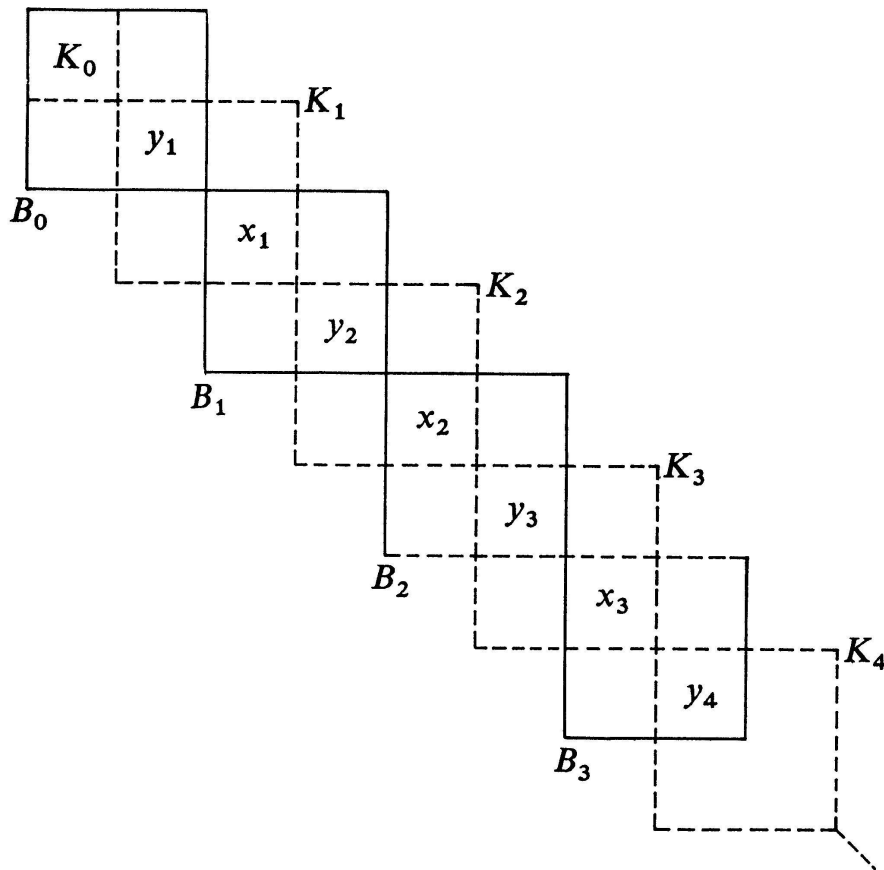 K₀
K₁
y₁
B₀
x₁
K₂
y₂
B₁
x₂
K₃
y₃
B₂
x₃
K₄
y₄
B₃